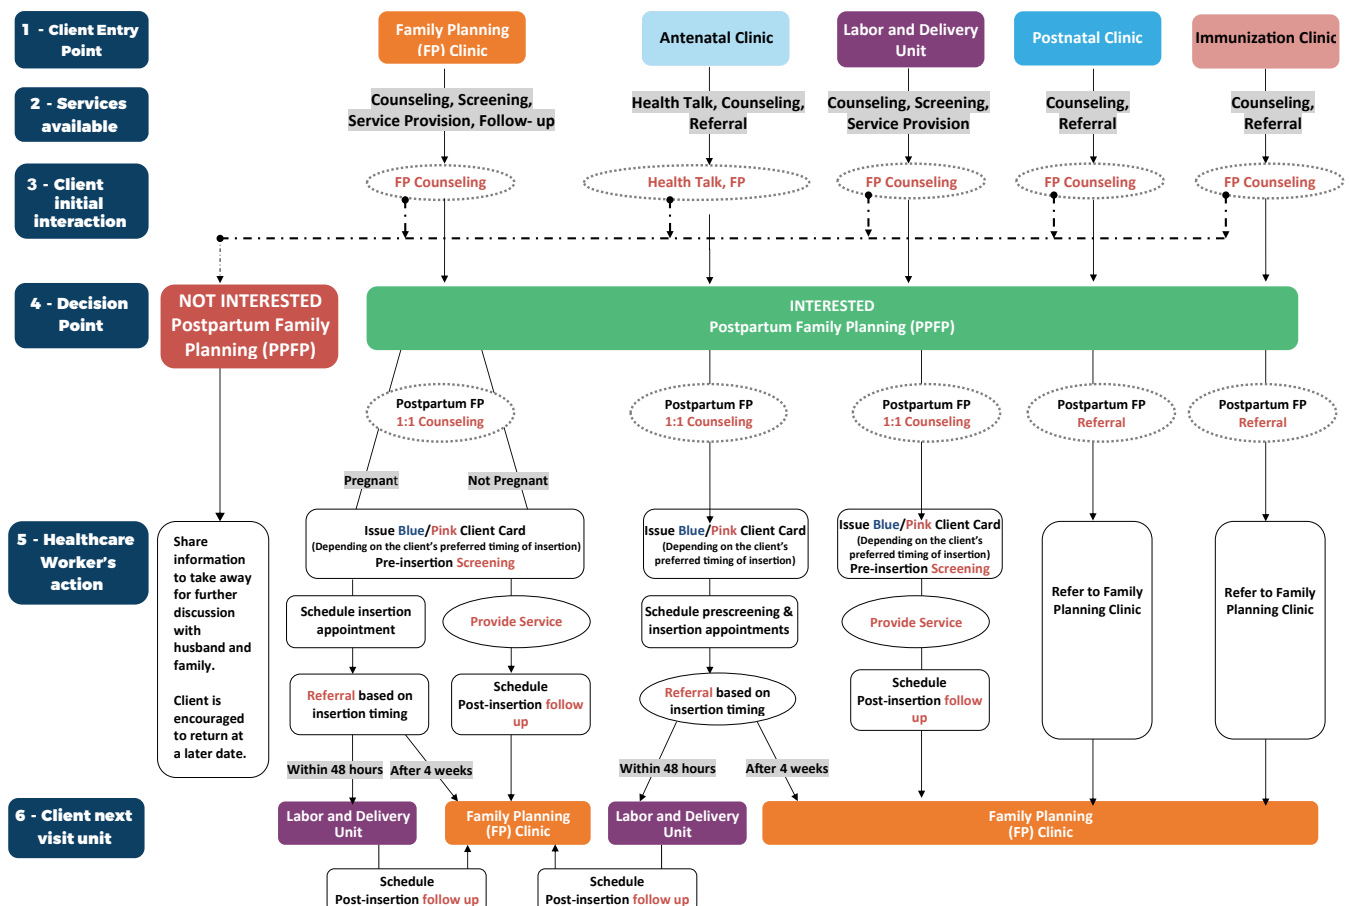 1 - Client Entry
Point
Family Planning
(FP) Clinic
Antenatal Clinic
Labor and Delivery
Unit
Postnatal Clinic
Immunization Clinic
2 - Services
available
Counseling, Screening,
Service Provision, Follow- up
Health Talk, Counseling,
Referral
Counseling, Screening,
Service Provision
Counseling,
Referral
Counseling,
Referral
3 - Client
initial
interaction
FP Counseling
Health Talk, FP
FP Counseling
FP Counseling
FP Counseling
4 - Decision
Point
NOT INTERESTED
Postpartum Family
Planning (PPFP)
INTERESTED
Postpartum Family Planning (PPFP)
Postpartum FP
1:1 Counseling
Postpartum FP
1:1 Counseling
Postpartum FP
1:1 Counseling
Postpartum FP
Referral
Postpartum FP
Referral
Pregnant
Not Pregnant
5 - Healthcare
Worker's
action
Share
information
to take away
for further
discussion
with
husband and
family.
Client is
encouraged
to return at
a later date.
Issue Blue/Pink Client Card
(Depending on the client's preferred timing of insertion)
Pre-insertion Screening
Issue Blue/Pink Client Card
(Depending on the client's
preferred timing of insertion)
Issue Blue/Pink Client Card
(Depending on the client's
preferred timing of insertion)
Pre-insertion Screening
Refer to Family
Planning Clinic
Refer to Family
Planning Clinic
Schedule insertion
appointment
Provide Service
Schedule prescreening &
insertion appointments
Provide Service
Referral based on
insertion timing
Schedule
Post-insertion follow
up
Referral based on
insertion timing
Schedule
Post-insertion follow
up
Within 48 hours
After 4 weeks
Within 48 hours
After 4 weeks
6 - Client next
visit unit
Labor and Delivery
Unit
Family Planning
(FP) Clinic
Labor and Delivery
Unit
Family Planning
(FP) Clinic
Schedule
Post-insertion follow up
Schedule
Post-insertion follow up